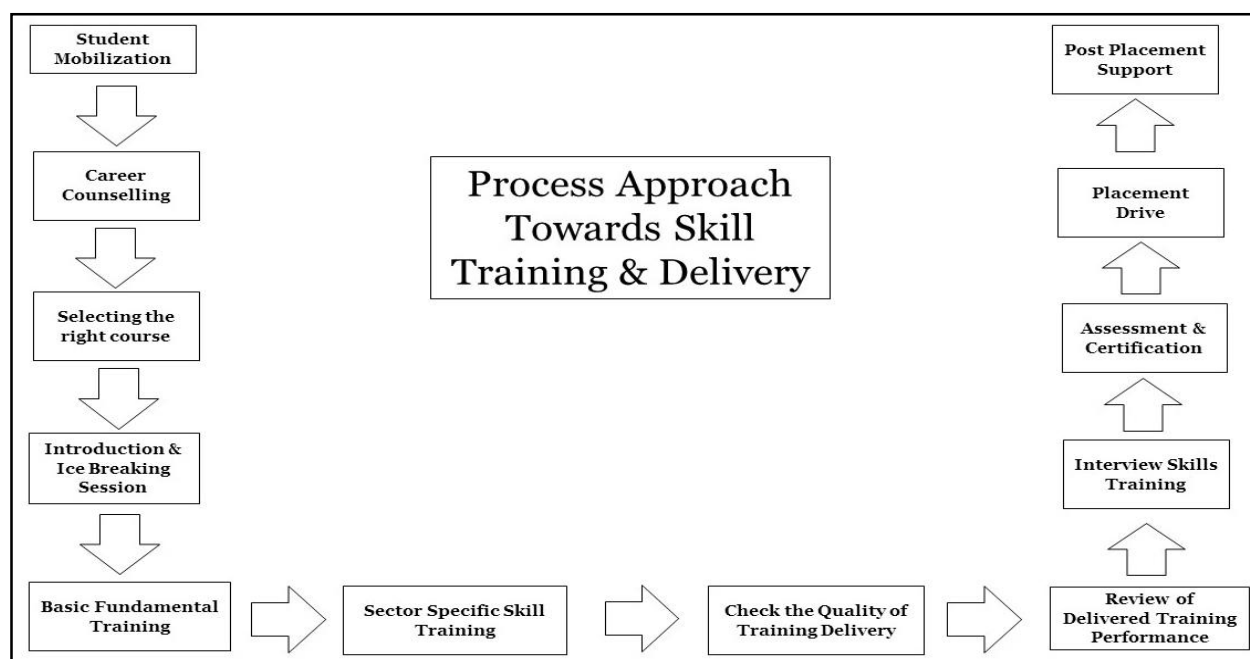 Student
Mobilization
Career
Counselling
Selecting the
right course
Introduction &
Ice Breaking
Session
Basic Fundamental
Training
Sector Specific Skill
Training
Check the Quality of
Training Delivery
Review of
Delivered Training
Performance
Interview Skills
Training
Assessment &
Certification
Placement
Drive
Post Placement
Support
Process Approach
Towards Skill
Training & Delivery